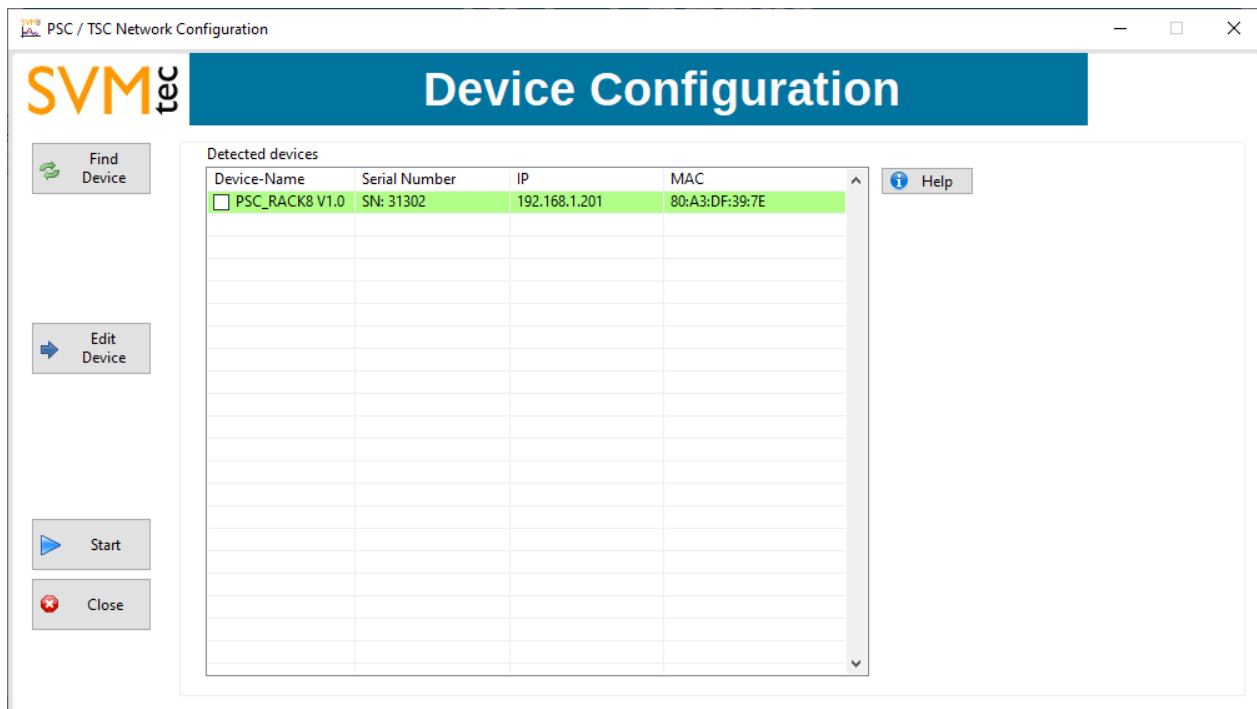 SVM
PSC / TSC Network Configuration
SVMtec
Device Configuration
Find
Device
Detected devices
Device-Name Serial Number IP MAC
PSC_RACK8 V1.0 SN: 31302 192.168.1.201 80:A3:DF:39:7E
Help
Edit
Device
Start
Close